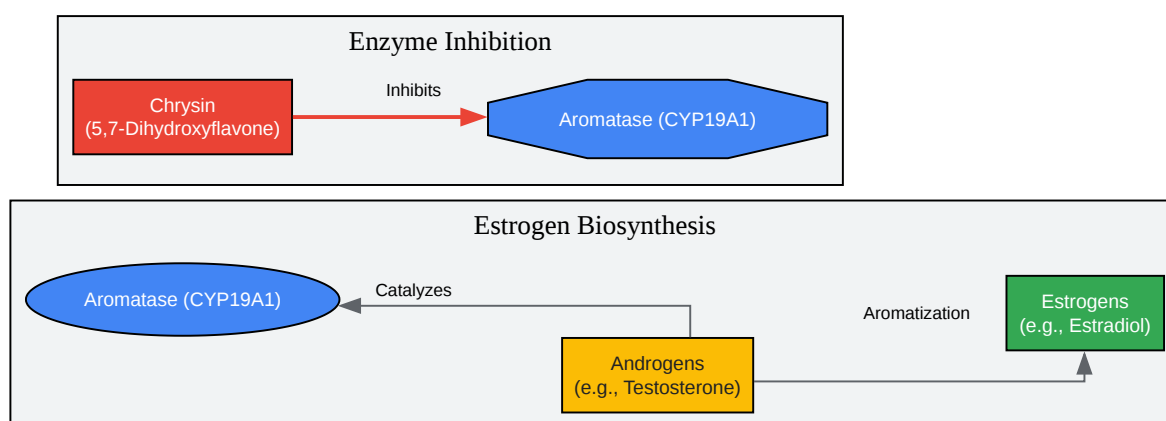 Enzyme Inhibition
Chrysin
(5,7-Dihydroxyflavone)
Inhibits
Aromatase (CYP19A1)
Estrogen Biosynthesis
Aromatase (CYP19A1)
Catalyzes
Androgens
(e.g., Testosterone)
Aromatization
Estrogens
(e.g., Estradiol)